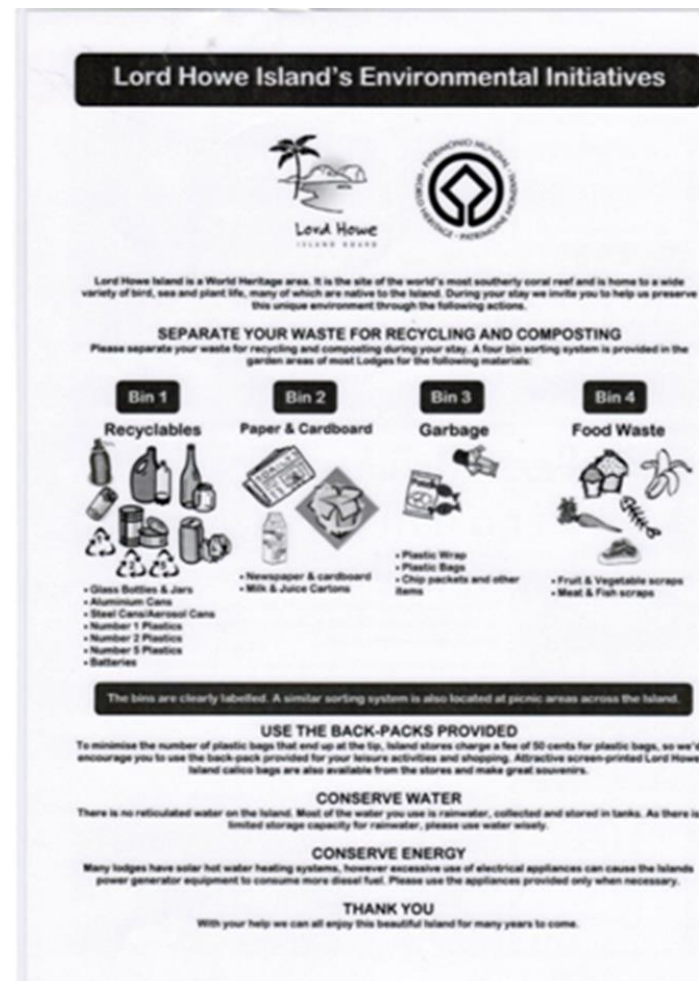 Lord Howe Island's Environmental Initiatives
Lord Howe
ISLAND BOARD
WORLD HERITAGE • PATRIMOINE MONDIAL • PATRIMONIO MUNDIAL
Lord Howe Island is a World Heritage area. It is the site of the world's most southerly coral reef and is home to a wide
variety of bird, sea and plant life, many of which are native to the Island. During your stay we invite you to help us preserve
this unique environment through the following actions.
SEPARATE YOUR WASTE FOR RECYCLING AND COMPOSTING
Please separate your waste for recycling and composting during your stay. A four bin sorting system is provided in the
garden areas of most Lodges for the following materials:
Bin 1
Recyclables
• Glass Bottles & Jars
• Aluminium Cans
• Steel Cans/Aerosol Cans
• Number 1 Plastics
• Number 2 Plastics
• Number 5 Plastics
• Batteries
Bin 2
Paper & Cardboard
• Newspaper & cardboard
• Milk & Juice Cartons
Bin 3
Garbage
• Plastic Wrap
• Plastic Bags
• Chip packets and other
items
Bin 4
Food Waste
• Fruit & Vegetable scraps
• Meat & Fish scraps
The bins are clearly labelled. A similar sorting system is also located at picnic areas across the Island.
USE THE BACK-PACKS PROVIDED
To minimise the number of plastic bags that end up at the tip, Island stores charge a fee of 50 cents for plastic bags, so we'd
encourage you to use the back-pack provided for your leisure activities and shopping. Attractive screen-printed Lord Howe
Island calico bags are also available from the stores and make great souvenirs.
CONSERVE WATER
There is no reticulated water on the Island. Most of the water you use is rainwater, collected and stored in tanks. As there is
limited storage capacity for rainwater, please use water wisely.
CONSERVE ENERGY
Many lodges have solar hot water heating systems, however excessive use of electrical appliances can cause the Islands
power generator equipment to consume more diesel fuel. Please use the appliances provided only when necessary.
THANK YOU
With your help we can all enjoy this beautiful Island for many years to come.